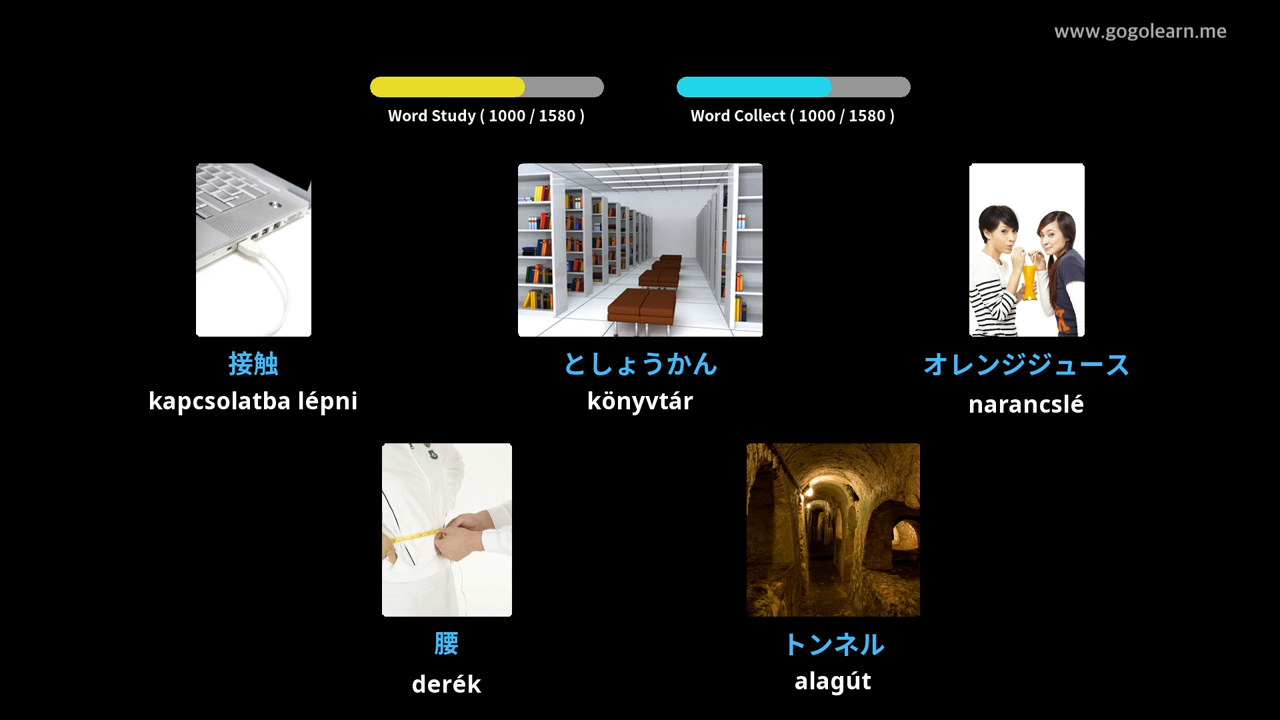 www.gogolearn.me
Word Study ( 1000 / 1580 )
Word Collect ( 1000 / 1580 )
接触
kapcsolatba lépni
としょうかん
könyvtár
オレンジジュース
narancslé
腰
derék
トンネル
alagút